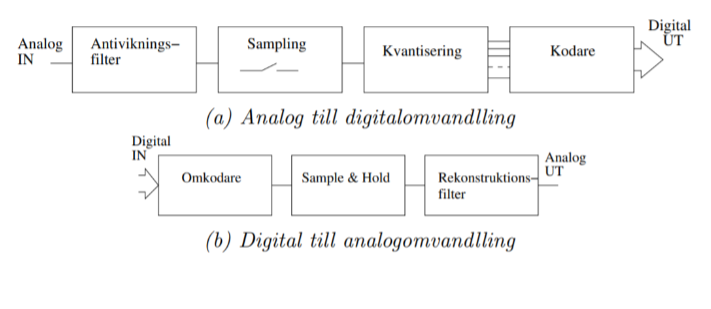 Analog
IN
Antiviknings–
filter
Sampling
Kvantisering
Kodare
Digital
UT
(a) Analog till digitalomvandlling
Digital
IN
Omkodare
Sample & Hold
Rekonstruktions–
filter
Analog
UT
(b) Digital till analogomvandlling